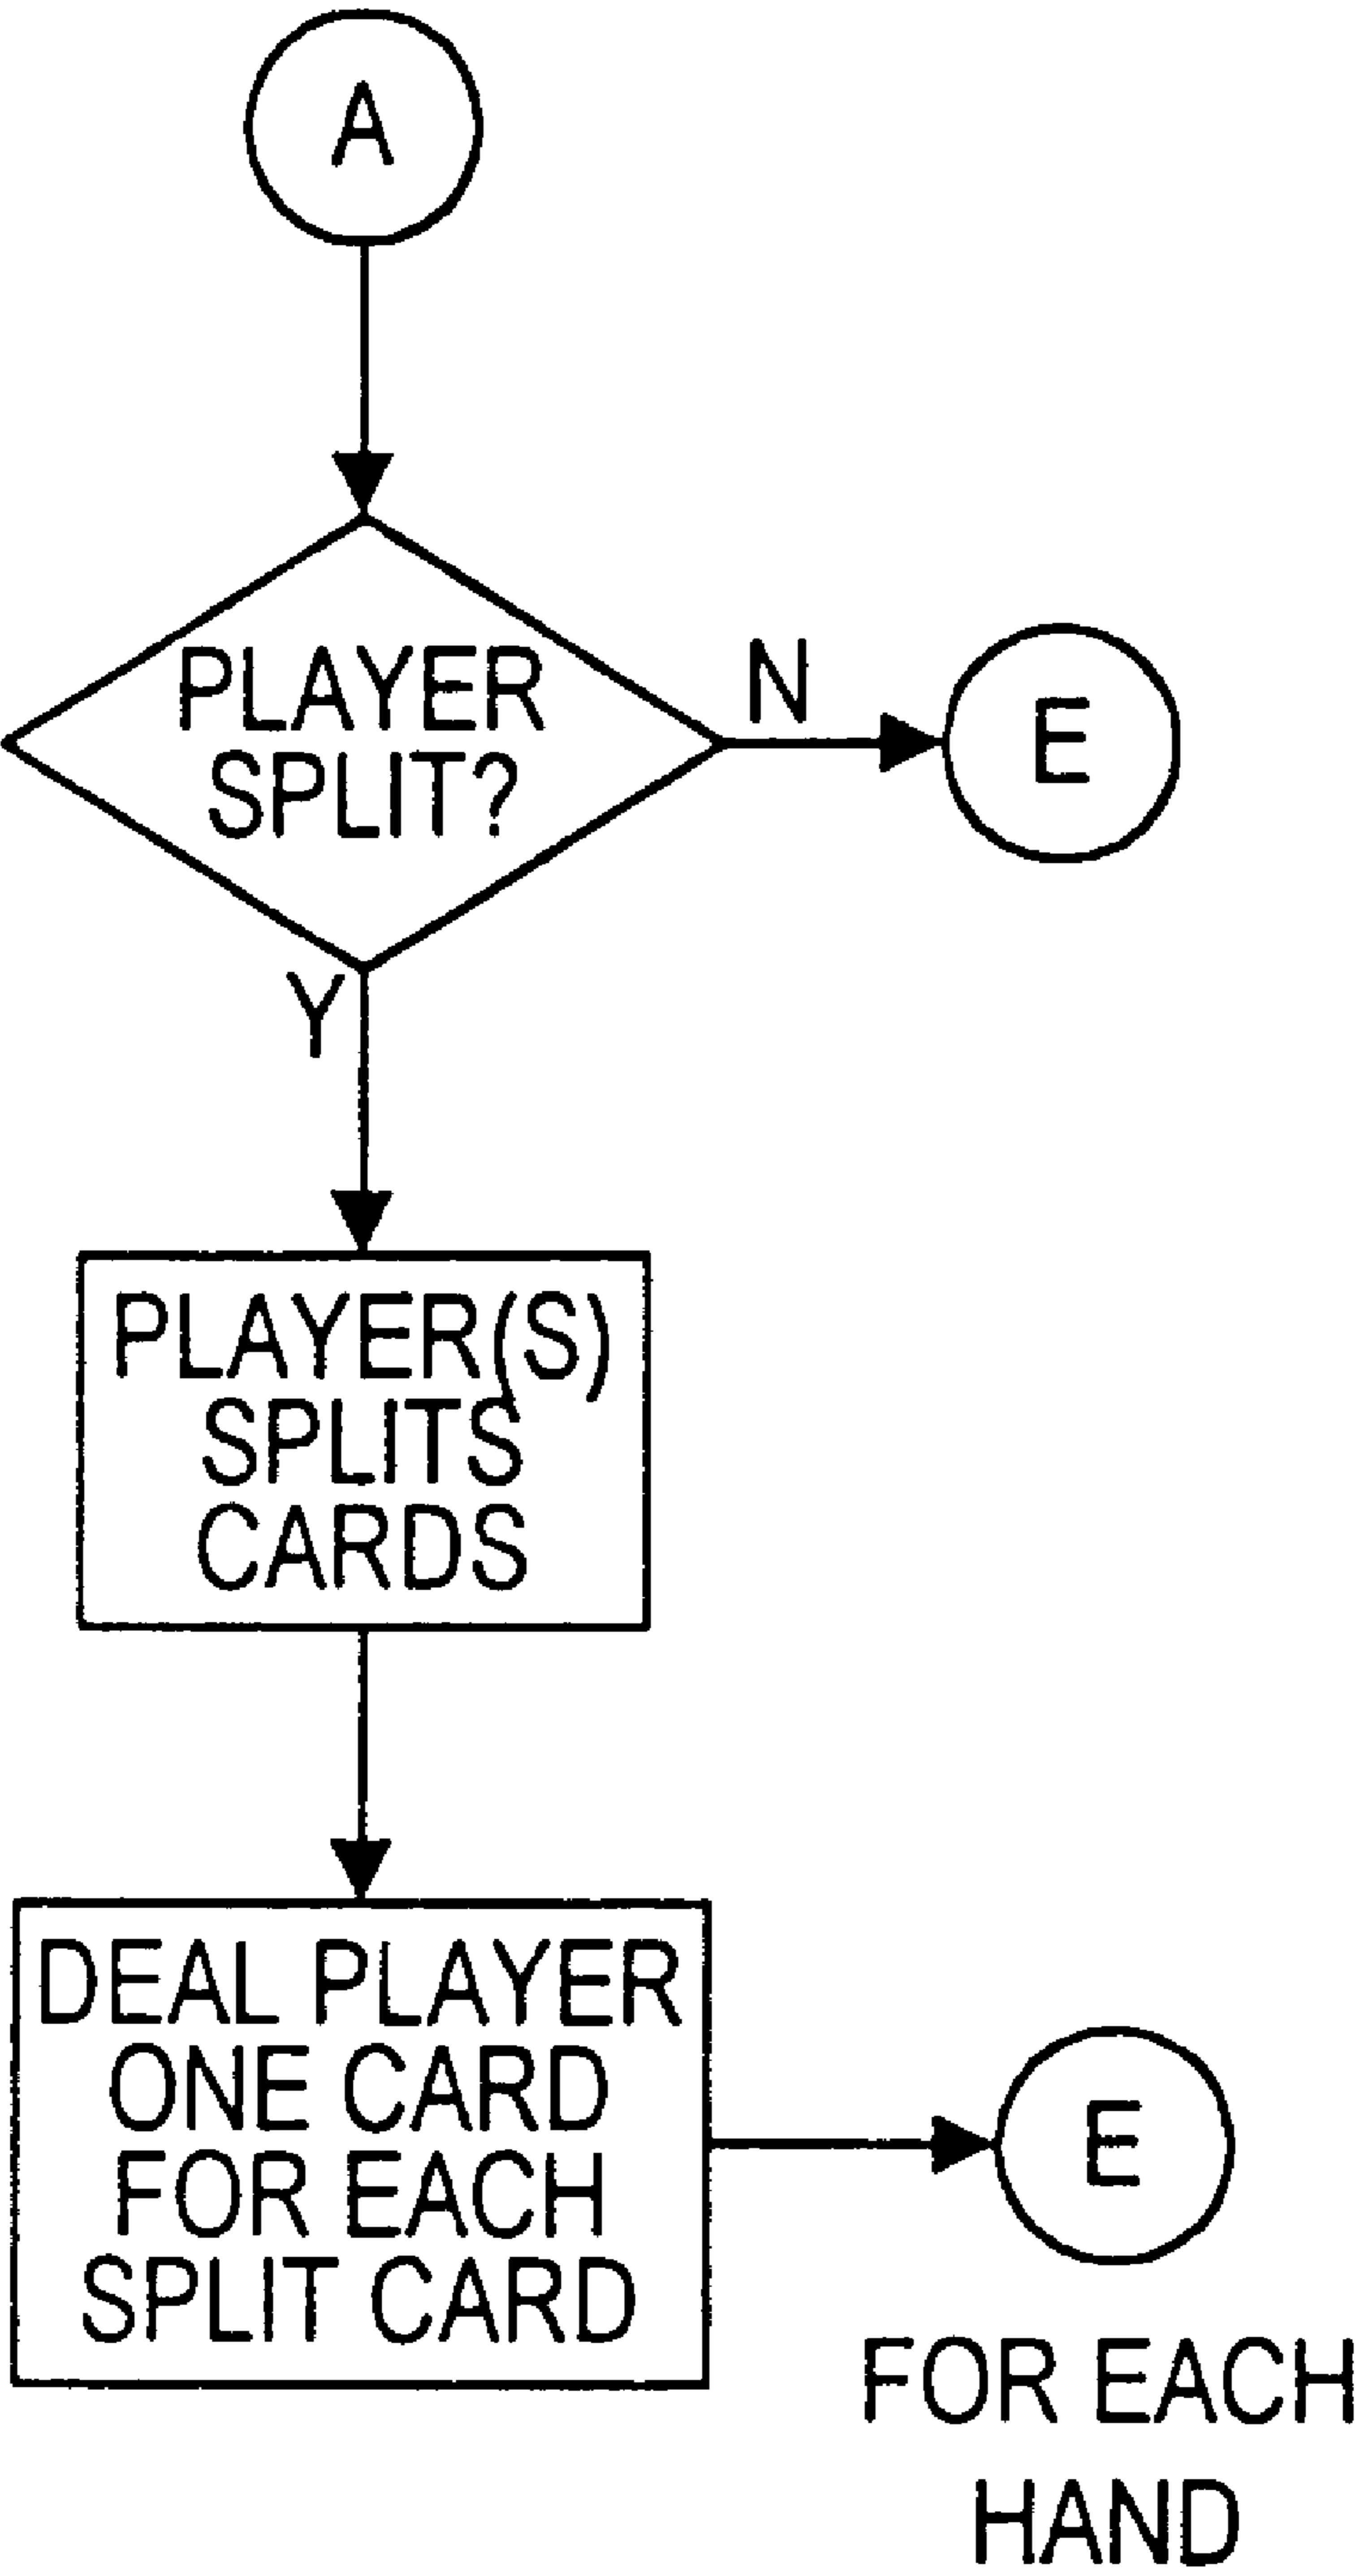 A
PLAYER
SPLIT?
N
E
Y
PLAYER(S)
SPLITS
CARDS
DEAL PLAYER
ONE CARD
FOR EACH
SPLIT CARD
E
FOR EACH
HAND